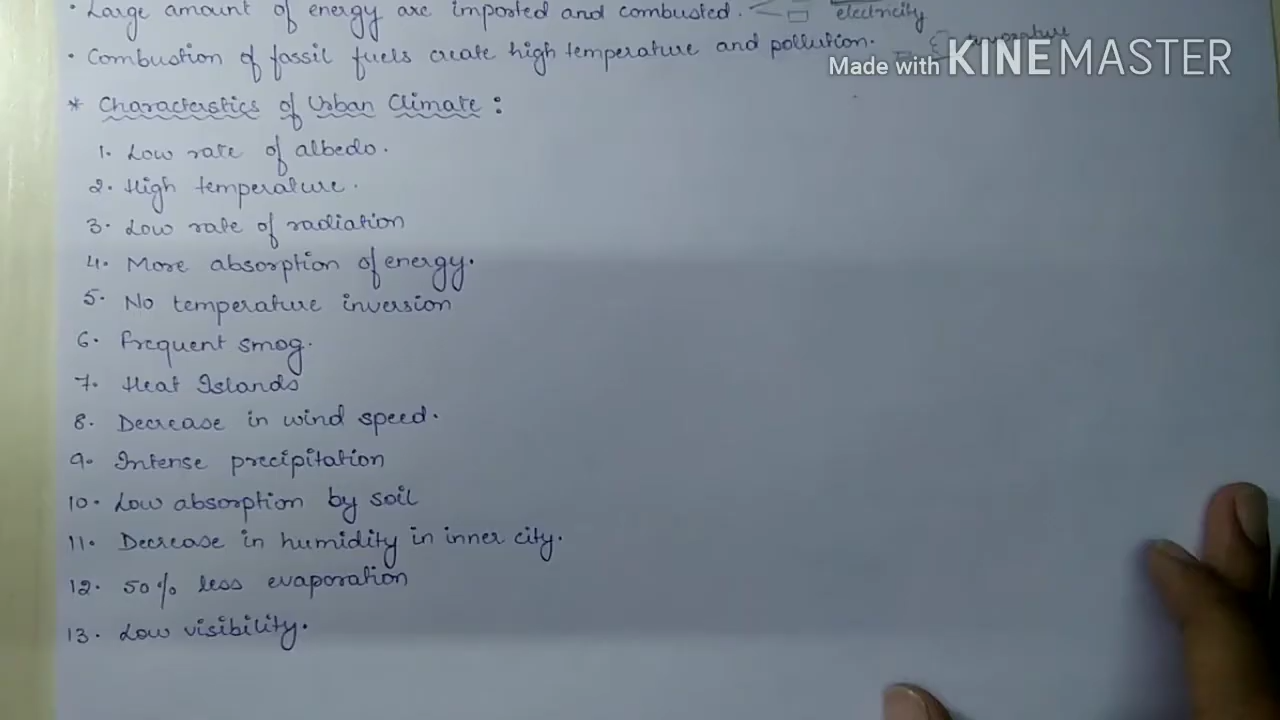 • Large amount of energy are imported and combusted. electricity
• Combustion of fossil fuels create high temperature and pollution.
Made with KINEMASTER
* Characterstics of Urban Climate :
1. Low rate of albedo.
2. High temperature.
3. Low rate of radiation
4. More absorption of energy.
5. No temperature inversion
6. Frequent smog.
7. Heat Islands
8. Decrease in wind speed.
9. Intense precipitation
10. Low absorption by soil
11. Decrease in humidity in inner city.
12. 50% less evaporation
13. Low visibility.